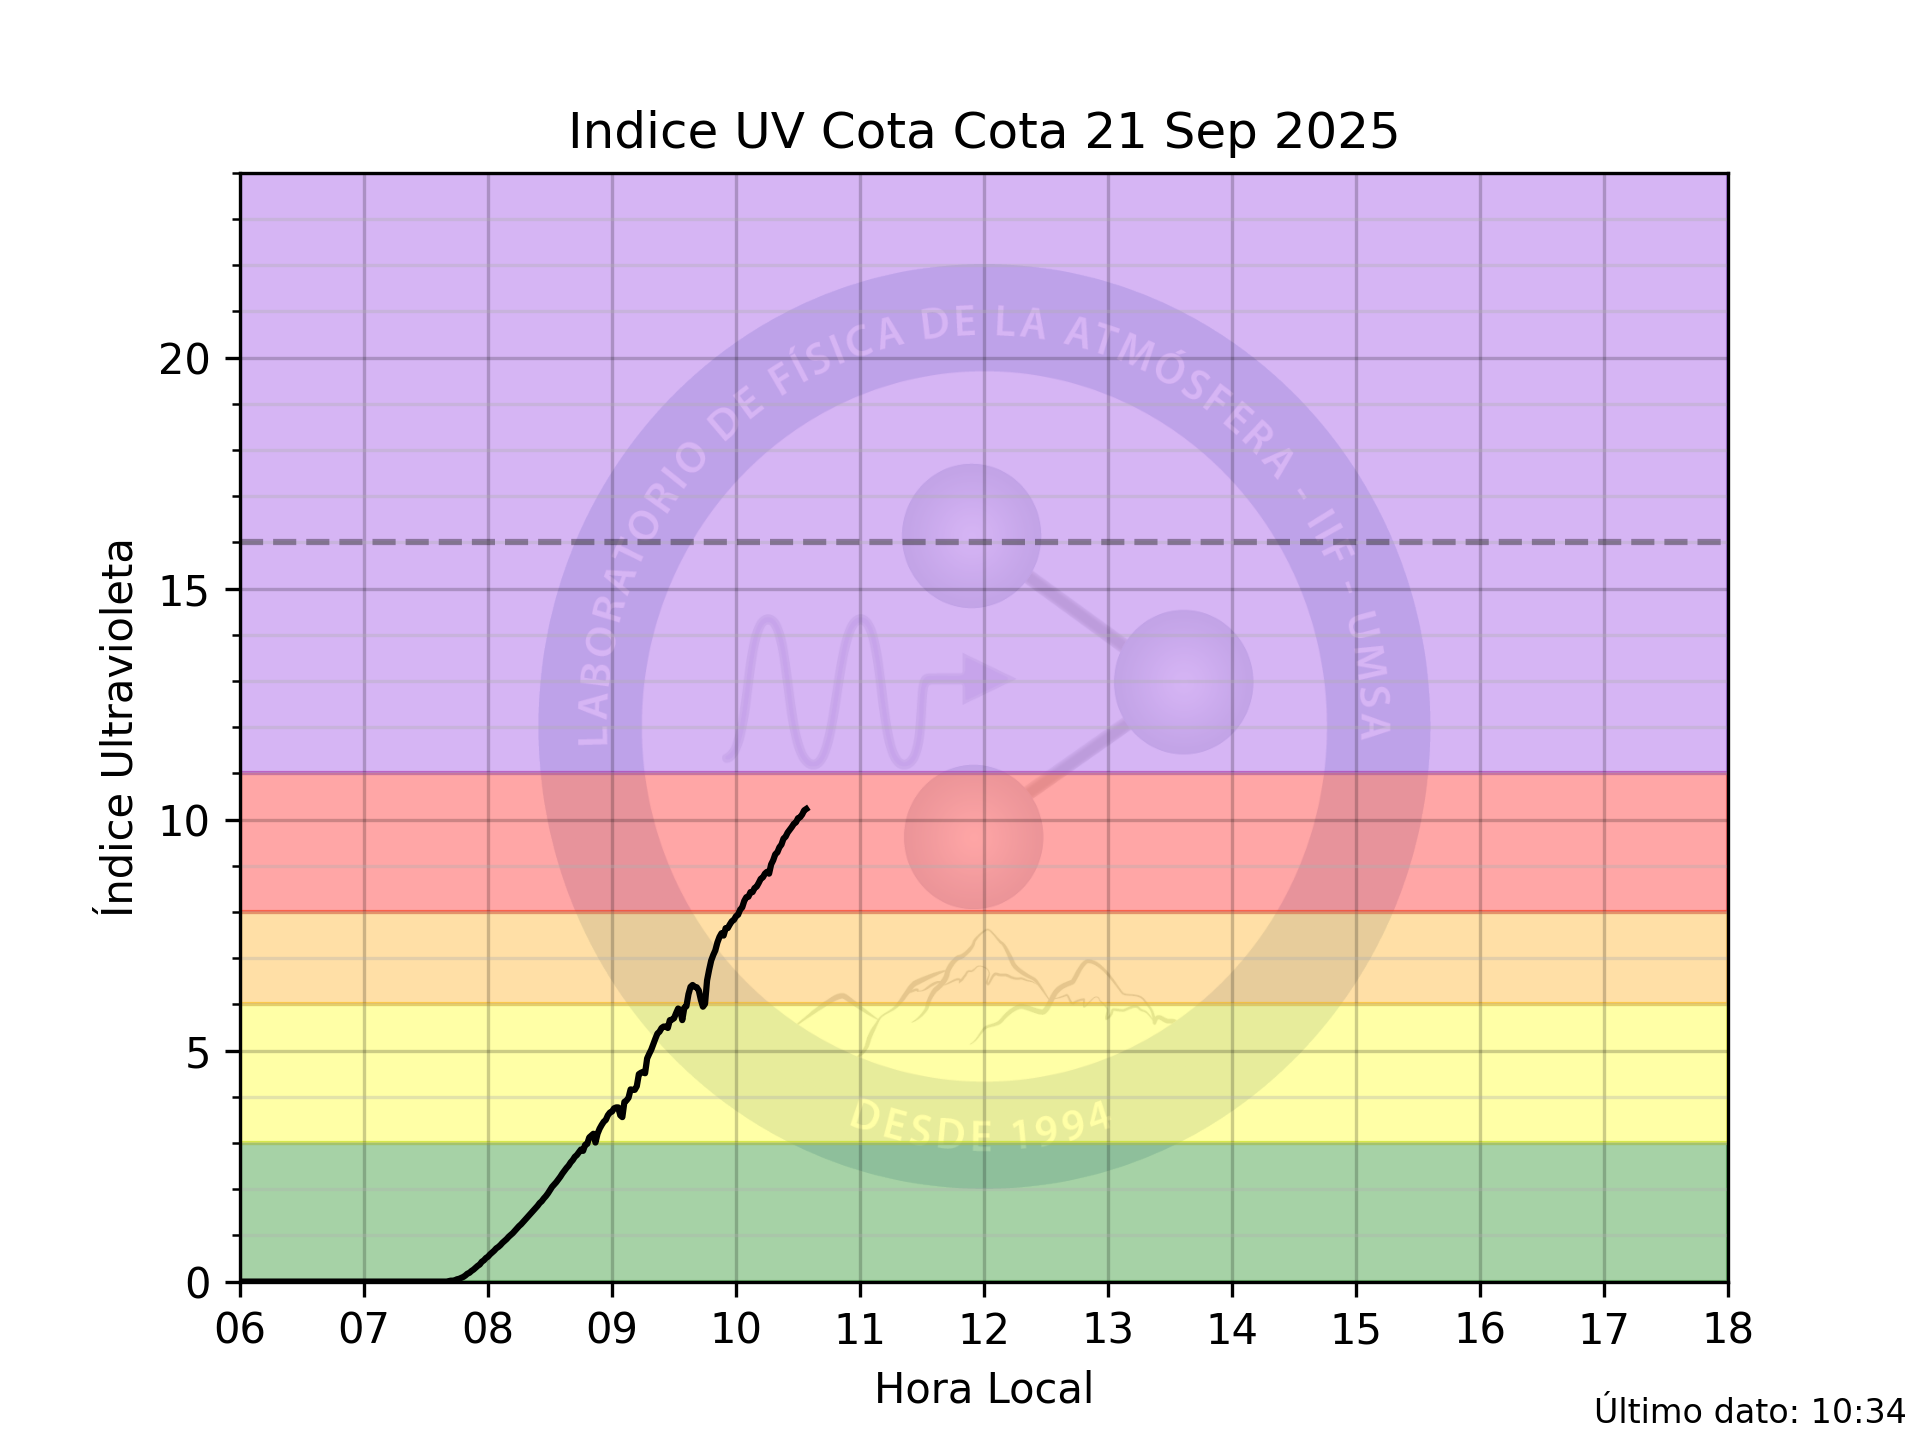 Indice UV Cota Cota 21 Sep 2025
LABORATORIO DE FÍSICA DE LA ATMÓSFERA - IIF - UMSA
DESDE 1994
Índice Ultravioleta
20
15
10
5
0
06 07 08 09 10 11 12 13 14 15 16 17 18
Hora Local
Último dato: 10:34